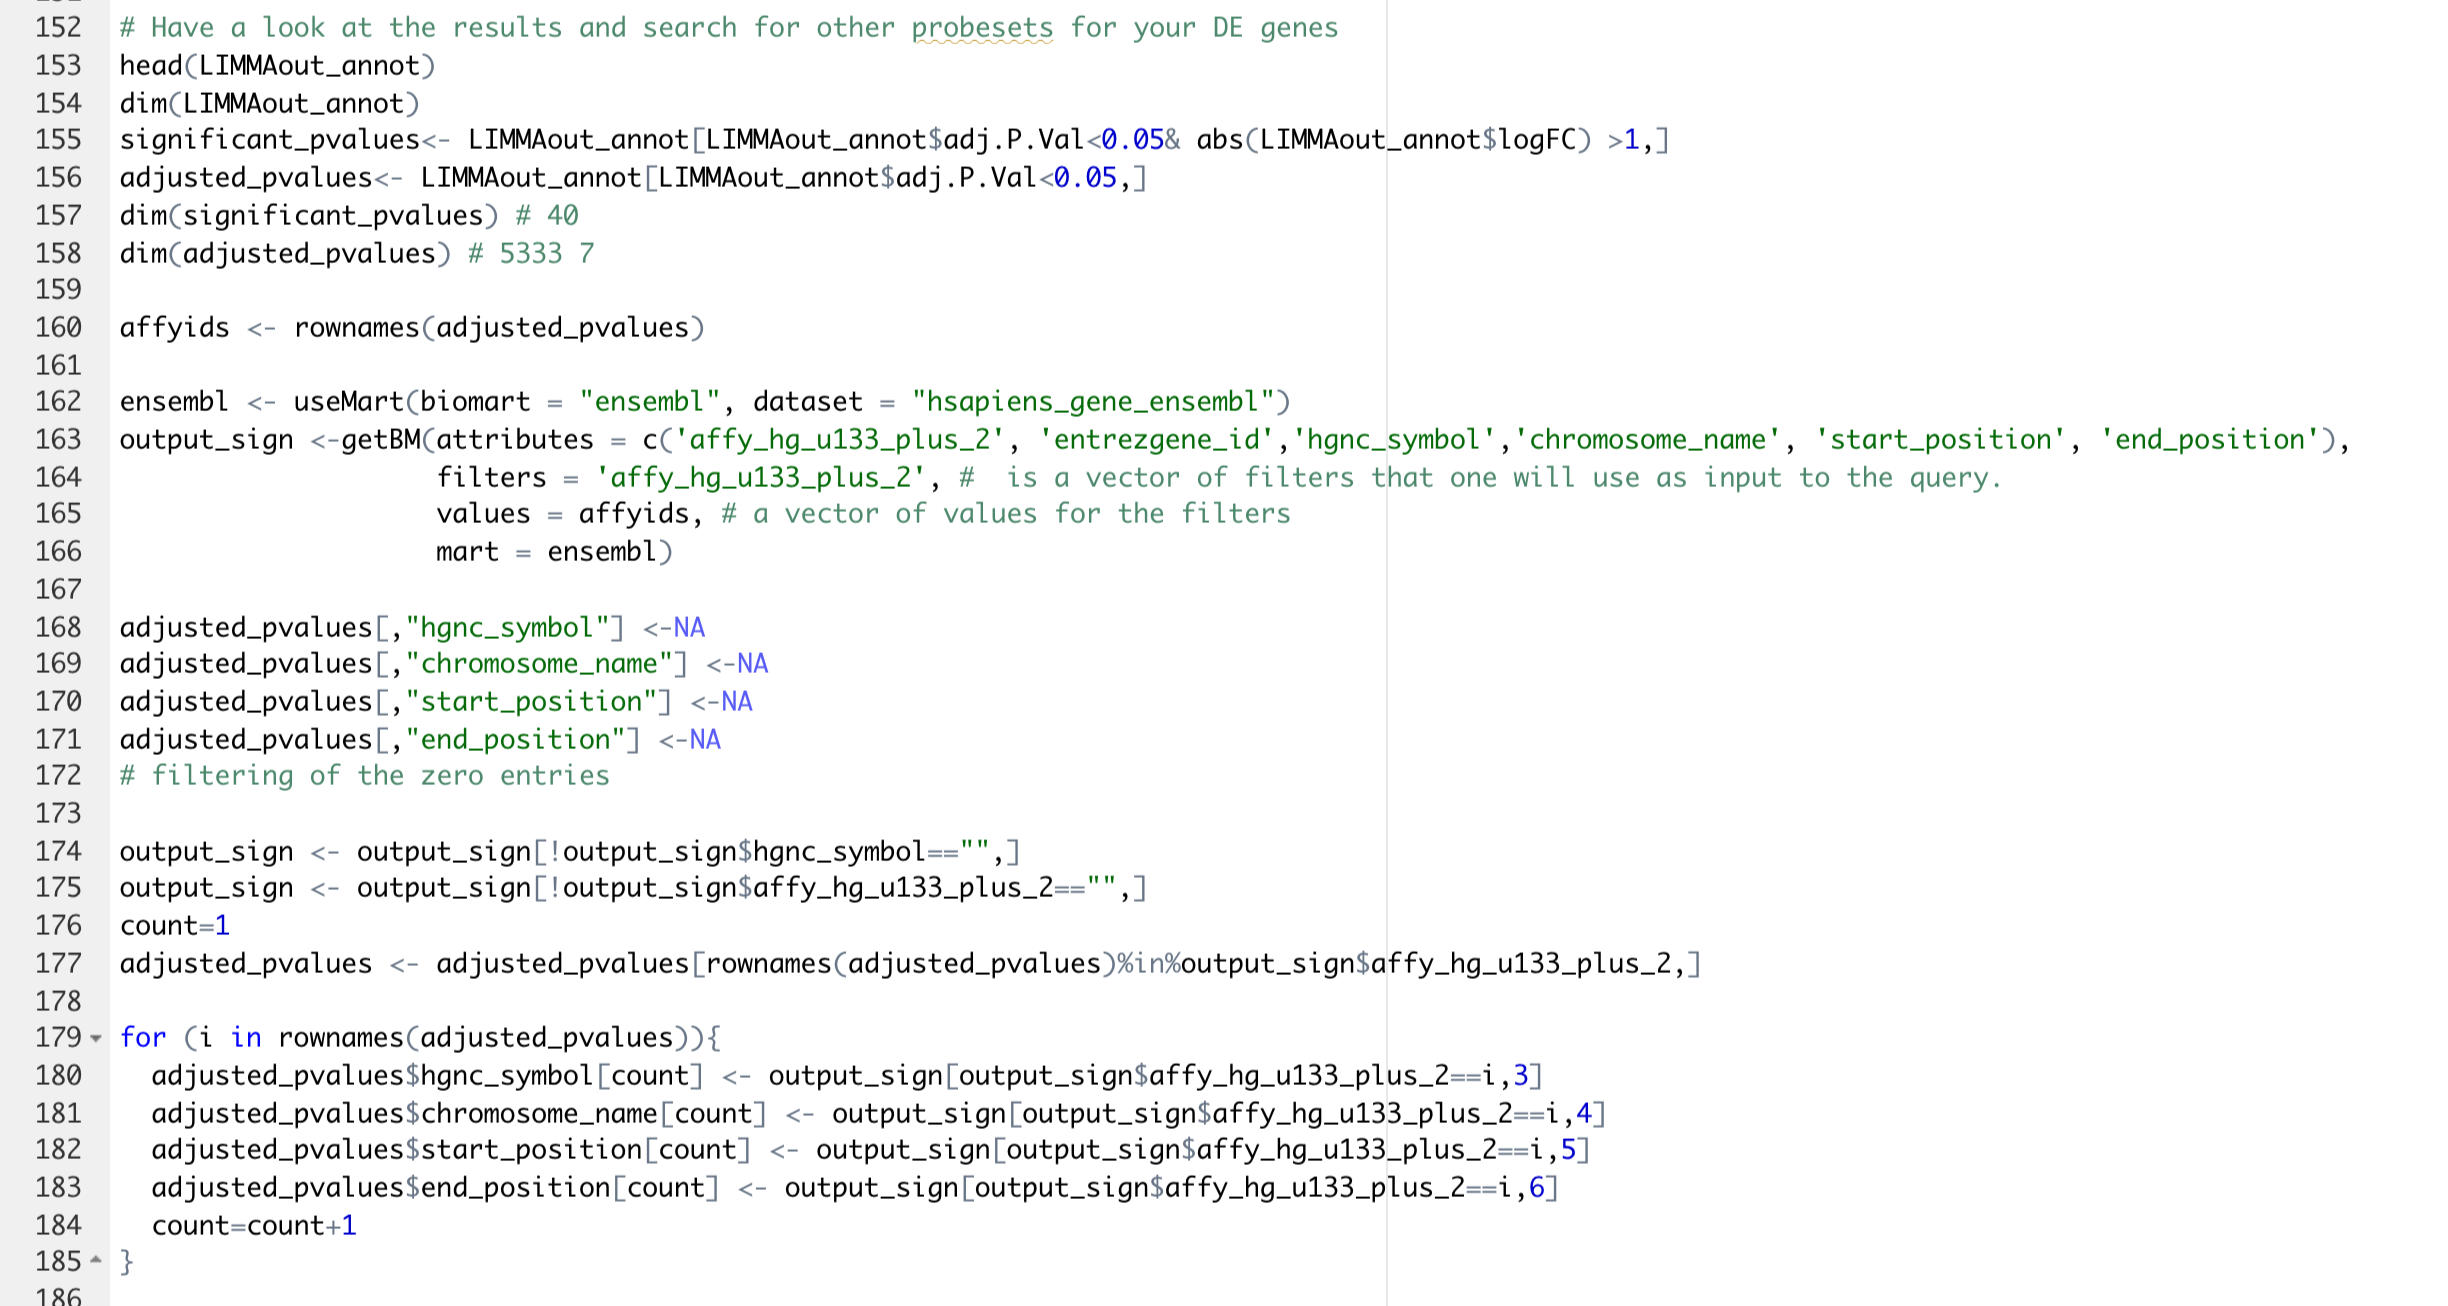 152 # Have a look at the results and search for other probesets for your DE genes
153 head(LIMMAout_annot)
154 dim(LIMMAout_annot)
155 significant_pvalues<- LIMMAout_annot[LIMMAout_annot$adj.P.Val<0.05& abs(LIMMAout_annot$logFC) >1,]
156 adjusted_pvalues<- LIMMAout_annot[LIMMAout_annot$adj.P.Val<0.05,]
157 dim(significant_pvalues) # 40
158 dim(adjusted_pvalues) # 5333 7
159
160 affyids <- rownames(adjusted_pvalues)
161
162 ensembl <- useMart(biomart = "ensembl", dataset = "hsapiens_gene_ensembl")
163 output_sign <-getBM(attributes = c('affy_hg_u133_plus_2', 'entrezgene_id','hgnc_symbol','chromosome_name', 'start_position', 'end_position'),
164                     filters = 'affy_hg_u133_plus_2', #  is a vector of filters that one will use as input to the query.
165                     values = affyids, # a vector of values for the filters
166                     mart = ensembl)
167
168 adjusted_pvalues[,"hgnc_symbol"] <-NA
169 adjusted_pvalues[,"chromosome_name"] <-NA
170 adjusted_pvalues[,"start_position"] <-NA
171 adjusted_pvalues[,"end_position"] <-NA
172 # filtering of the zero entries
173
174 output_sign <- output_sign[!output_sign$hgnc_symbol=="",]
175 output_sign <- output_sign[!output_sign$affy_hg_u133_plus_2=="",]
176 count=1
177 adjusted_pvalues <- adjusted_pvalues[rownames(adjusted_pvalues)%in%output_sign$affy_hg_u133_plus_2,]
178
179 for (i in rownames(adjusted_pvalues)){
180   adjusted_pvalues$hgnc_symbol[count] <- output_sign[output_sign$affy_hg_u133_plus_2==i,3]
181   adjusted_pvalues$chromosome_name[count] <- output_sign[output_sign$affy_hg_u133_plus_2==i,4]
182   adjusted_pvalues$start_position[count] <- output_sign[output_sign$affy_hg_u133_plus_2==i,5]
183   adjusted_pvalues$end_position[count] <- output_sign[output_sign$affy_hg_u133_plus_2==i,6]
184   count=count+1
185 }
186